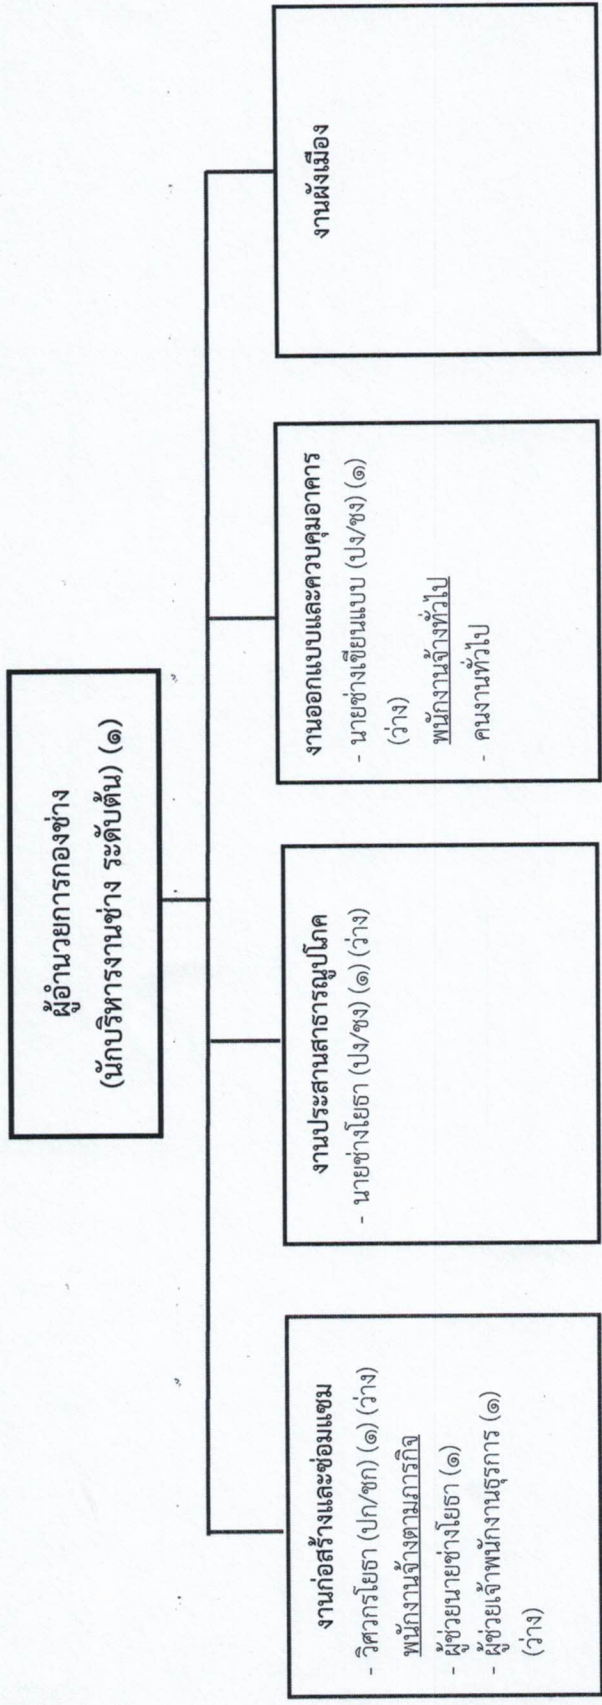 ผู้อำนวยการกองช่าง
(นักบริหารงานช่าง ระดับต้น) (๑)
งานก่อสร้างและซ่อมแซม
- วิศวกรโยธา (ปก/ชก) (๑) (ว่าง)
พนักงานจ้างตามภารกิจ
- ผู้ช่วยนายช่างโยธา (๑)
- ผู้ช่วยเจ้าพนักงานธุรการ (๑)
(ว่าง)
งานประสานสาธารณูปโภค
- นายช่างโยธา (ปง/ชง) (๑) (ว่าง)
งานออกแบบและควบคุมอาคาร
- นายช่างเขียนแบบ (ปง/ชง) (๑)
(ว่าง)
พนักงานจ้างทั่วไป
- คนงานทั่วไป
งานผังเมือง